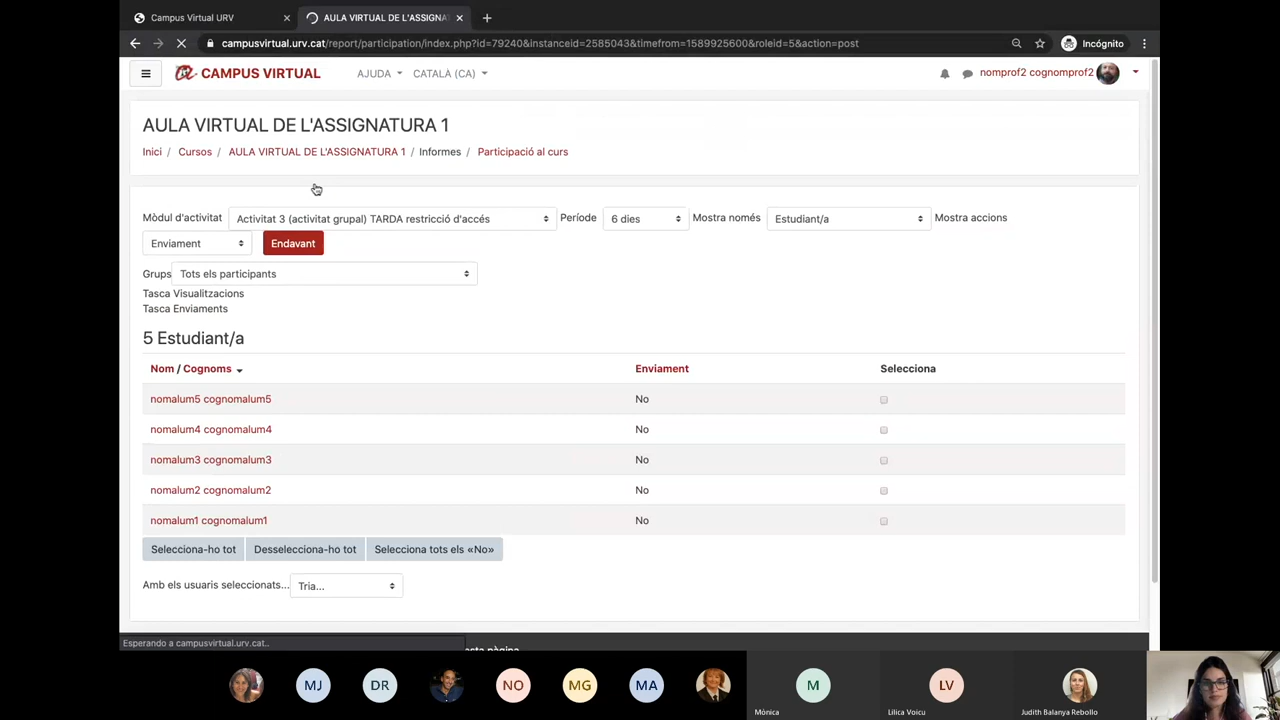 Campus Virtual URV
AULA VIRTUAL DE L'ASSIGNA
campusvirtual.urv.cat/report/participation/index.php?id=79240&instanceid=2585043&timefrom=1589925600&roleid=5&action=post
Incógnito
CAMPUS VIRTUAL
AJUDA
CATALÀ (CA)
nomprof2 cognomprof2
AULA VIRTUAL DE L'ASSIGNATURA 1
Inici / Cursos / AULA VIRTUAL DE L'ASSIGNATURA 1 / Informes / Participació al curs
Mòdul d'activitat Activitat 3 (activitat grupal) TARDA restricció d'accés Període 6 dies Mostra només Estudiant/a Mostra accions
Enviament Endavant
Grups Tots els participants
Tasca Visualitzacions
Tasca Enviaments
5 Estudiant/a
Nom / Cognoms Enviament Selecciona
nomalum5 cognomalum5 No
nomalum4 cognomalum4 No
nomalum3 cognomalum3 No
nomalum2 cognomalum2 No
nomalum1 cognomalum1 No
Selecciona-ho tot Desselecciona-ho tot Selecciona tots els «No»
Amb els usuaris seleccionats... Tria...
Esperando a campusvirtual.urv.cat..
esta pàgina
MJ DR NO MG MA M LV
Mònica Lilica Voicu Judith Balanya Rebollo